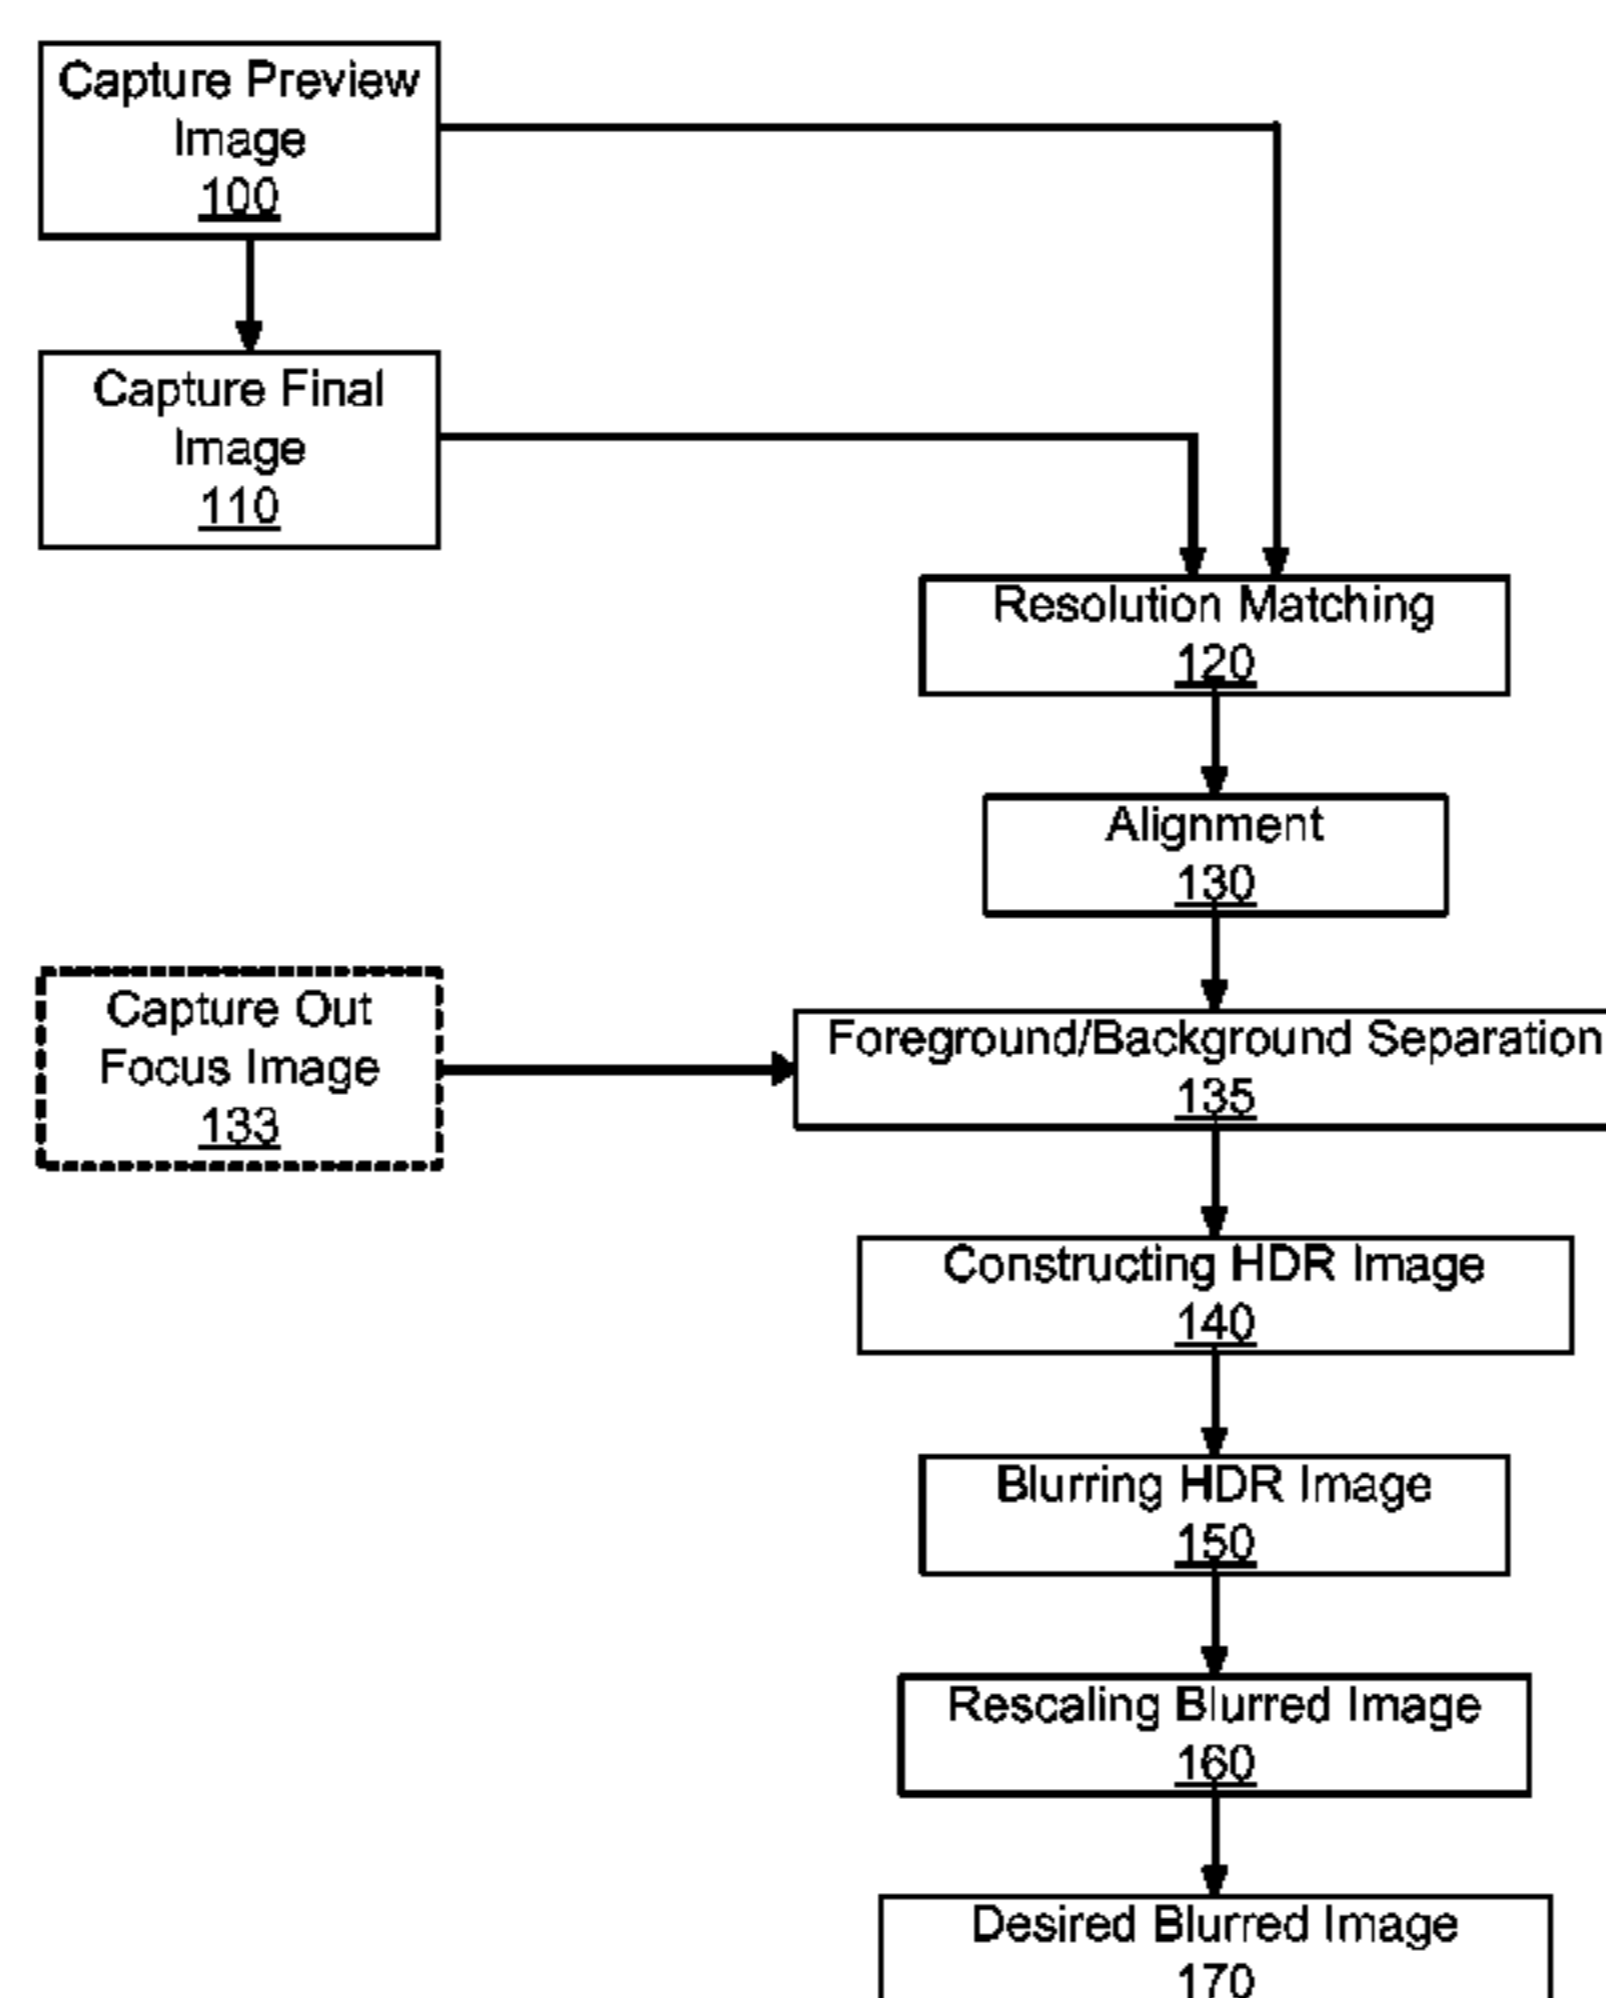 Capture Preview
Image
100
Capture Final
Image
110
Resolution Matching
120
Alignment
130
Capture Out
Focus Image
133
Foreground/Background Separation
135
Constructing HDR Image
140
Blurring HDR Image
150
Rescaling Blurred Image
160
Desired Blurred Image
170